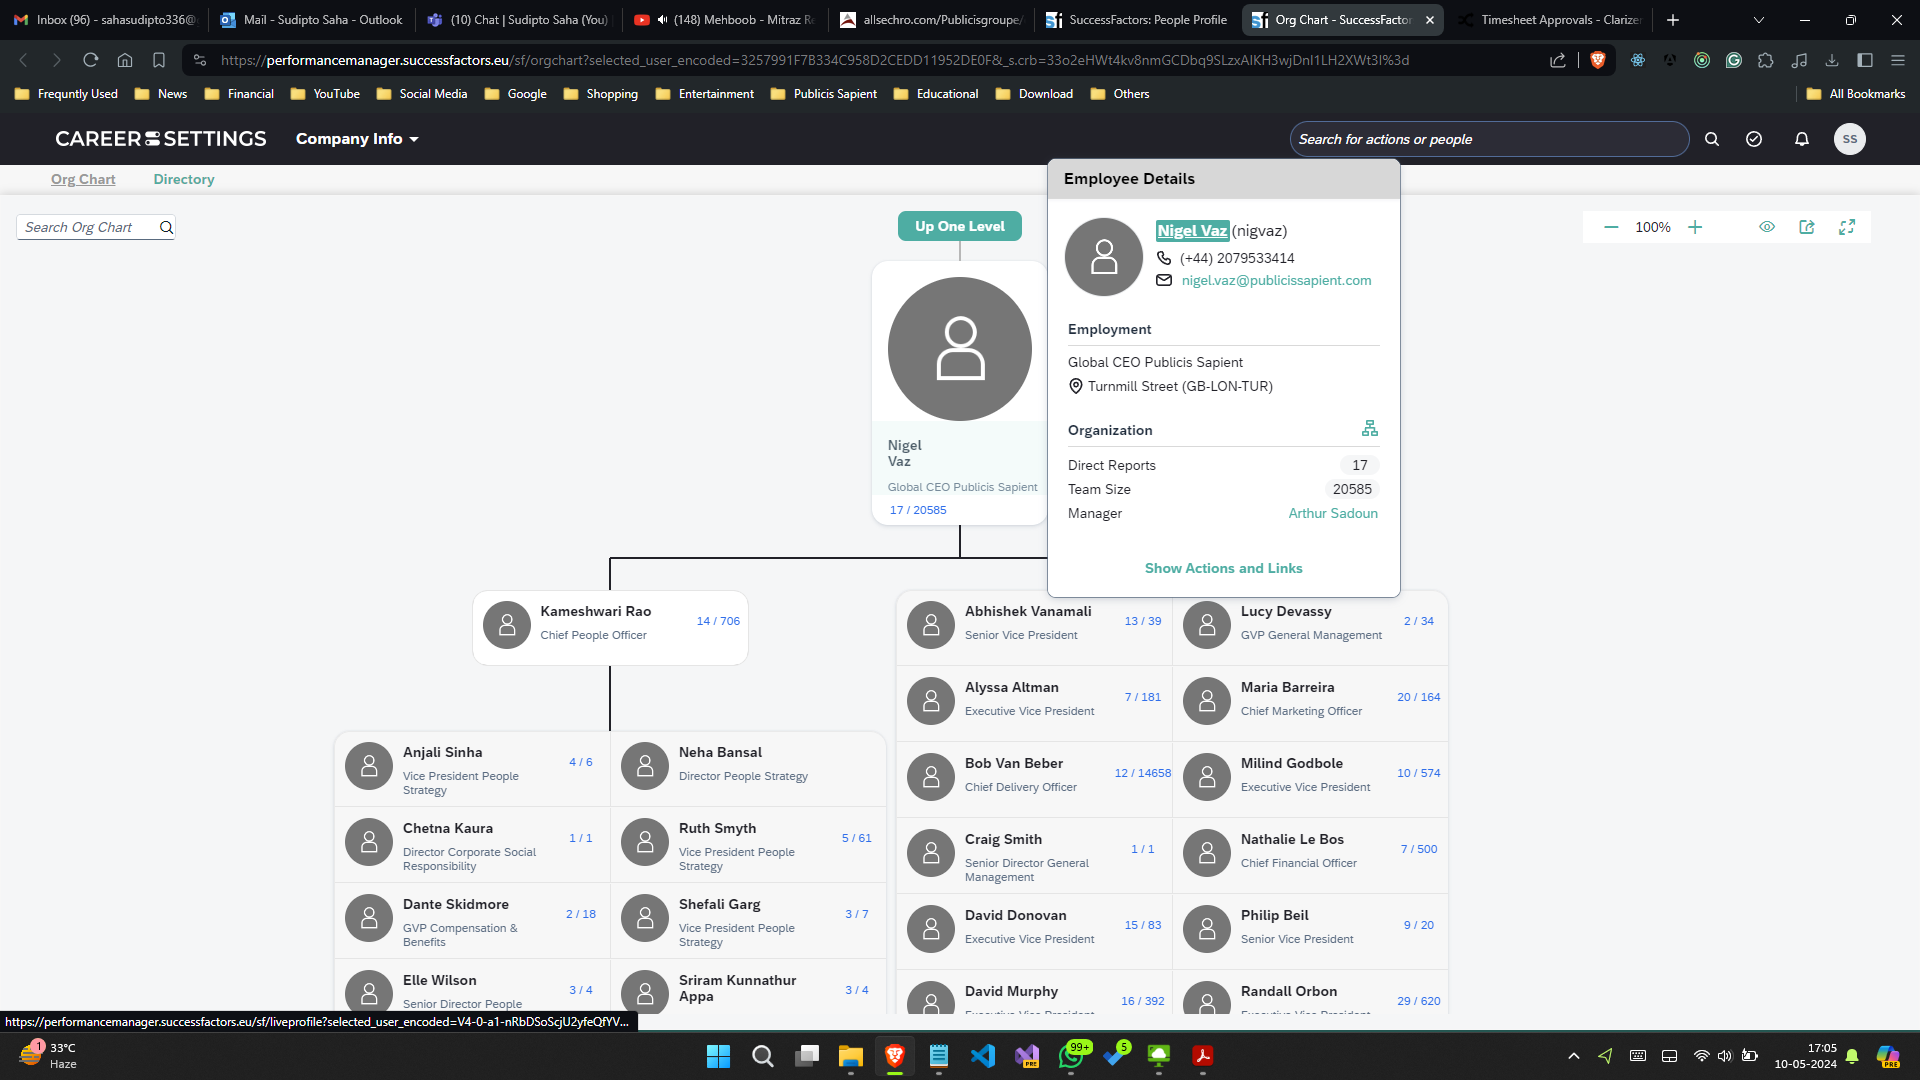 Inbox (96) - sahasudipto336@
Mail - Sudipto Saha - Outlook
(10) Chat | Sudipto Saha (You)
(148) Mehboob - Mitraz
allsechro.com/Publicisgroupe/
SuccessFactors: People Profile
Org Chart - SuccessFactor
Timesheet Approvals - Clarizen
https://performancemanager.successfactors.eu/sf/orgchart?selected_user_encoded=3257991F7B334C958D2CEDD11952DE0F&_s.crb=33o2eHWt4kv8nmGCDbq9SLzxAIKH3wjDnI1LH2XWt3I%3d
Frequntly Used
News
Financial
YouTube
Social Media
Google
Shopping
Entertainment
Publicis Sapient
Educational
Download
Others
All Bookmarks
CAREER SETTINGS
Company Info
Search for actions or people
SS
Org Chart
Directory
Search Org Chart
Up One Level
100%
Nigel
Vaz
Global CEO Publicis Sapient
17 / 20585
Employee Details
Nigel Vaz (nigvaz)
(+44) 2079533414
nigel.vaz@publicissapient.com
Employment
Global CEO Publicis Sapient
Turnmill Street (GB-LON-TUR)
Organization
Direct Reports 17
Team Size 20585
Manager Arthur Sadoun
Show Actions and Links
Kameshwari Rao
Chief People Officer
14 / 706
Anjali Sinha
Vice President People
Strategy
4 / 6
Neha Bansal
Director People Strategy
Chetna Kaura
Director Corporate Social
Responsibility
1 / 1
Ruth Smyth
Vice President People
Strategy
5 / 61
Dante Skidmore
GVP Compensation &
Benefits
2 / 18
Shefali Garg
Vice President People
Strategy
3 / 7
Elle Wilson
Senior Director People
3 / 4
Sriram Kunnathur
Appa
3 / 4
Abhishek Vanamali
Senior Vice President
13 / 39
Lucy Devassy
GVP General Management
2 / 34
Alyssa Altman
Executive Vice President
7 / 181
Maria Barreira
Chief Marketing Officer
20 / 164
Bob Van Beber
Chief Delivery Officer
12 / 14658
Milind Godbole
Executive Vice President
10 / 574
Craig Smith
Senior Director General
Management
1 / 1
Nathalie Le Bos
Chief Financial Officer
7 / 500
David Donovan
Executive Vice President
15 / 83
Philip Beil
Senior Vice President
9 / 20
David Murphy
Executive Vice President
16 / 392
Randall Orbon
Executive Vice President
29 / 620
https://performancemanager.successfactors.eu/sf/liveprofile?selected_user_encoded=V4-0-a1-nRbDSoScjU2yfeQfYV...
1
33°C
Haze
PRE
99+
5
17:05
10-05-2024
PRE